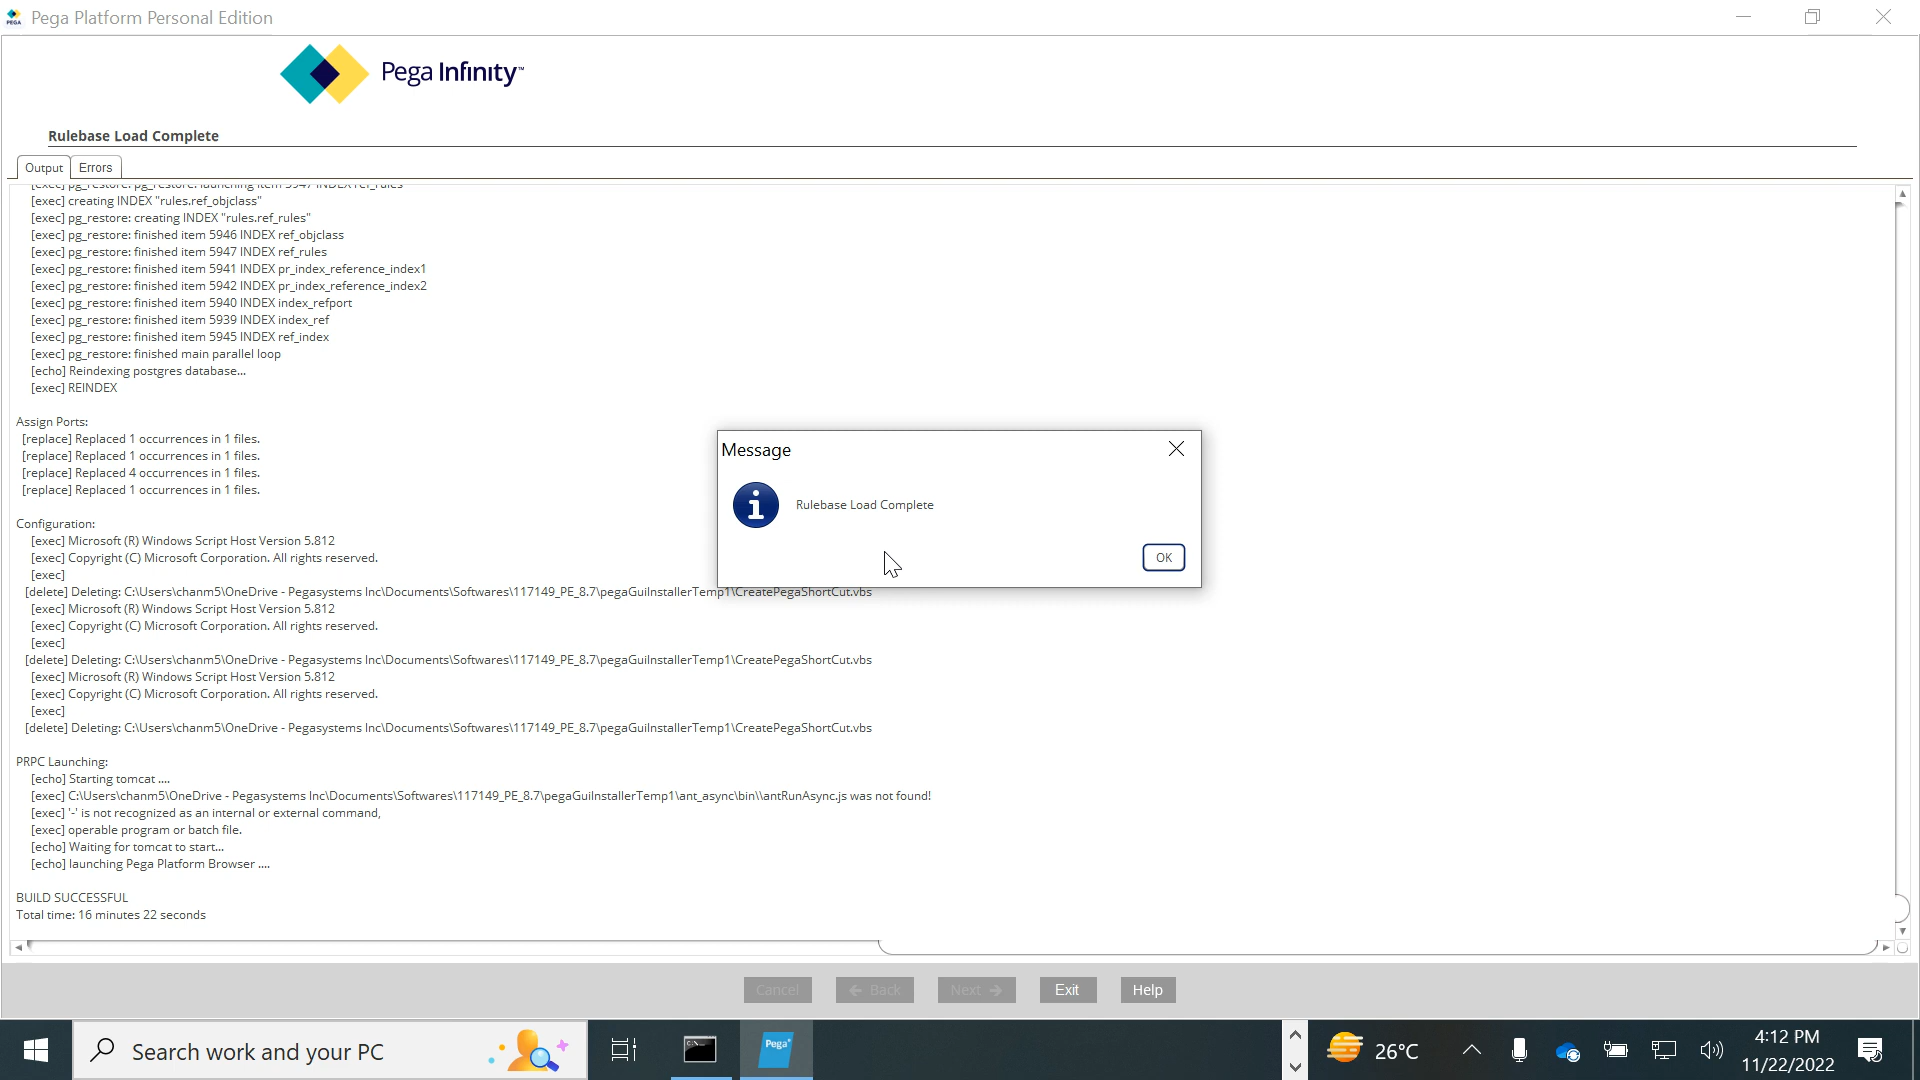 Pega Platform Personal Edition
Pega Infinity™
Rulebase Load Complete
Output
Errors
[exec] pg_restore: pg_restore: launching item 5947 INDEX ref_rules
[exec] creating INDEX "rules.ref_objclass"
[exec] pg_restore: creating INDEX "rules.ref_rules"
[exec] pg_restore: finished item 5946 INDEX ref_objclass
[exec] pg_restore: finished item 5947 INDEX ref_rules
[exec] pg_restore: finished item 5941 INDEX pr_index_reference_index1
[exec] pg_restore: finished item 5942 INDEX pr_index_reference_index2
[exec] pg_restore: finished item 5940 INDEX index_refport
[exec] pg_restore: finished item 5939 INDEX index_ref
[exec] pg_restore: finished item 5945 INDEX ref_index
[exec] pg_restore: finished main parallel loop
[echo] Reindexing postgres database...
[exec] REINDEX
Assign Ports:
[replace] Replaced 1 occurrences in 1 files.
[replace] Replaced 1 occurrences in 1 files.
[replace] Replaced 4 occurrences in 1 files.
[replace] Replaced 1 occurrences in 1 files.
Configuration:
[exec] Microsoft (R) Windows Script Host Version 5.812
[exec] Copyright (C) Microsoft Corporation. All rights reserved.
[exec]
[delete] Deleting: C:\Users\chanm5\OneDrive - Pegasystems Inc\Documents\Softwares\117149_PE_8.7\pegaGuiInstallerTemp1\CreatePegaShortCut.vbs
[exec] Microsoft (R) Windows Script Host Version 5.812
[exec] Copyright (C) Microsoft Corporation. All rights reserved.
[exec]
[delete] Deleting: C:\Users\chanm5\OneDrive - Pegasystems Inc\Documents\Softwares\117149_PE_8.7\pegaGuiInstallerTemp1\CreatePegaShortCut.vbs
[exec] Microsoft (R) Windows Script Host Version 5.812
[exec] Copyright (C) Microsoft Corporation. All rights reserved.
[exec]
[delete] Deleting: C:\Users\chanm5\OneDrive - Pegasystems Inc\Documents\Softwares\117149_PE_8.7\pegaGuiInstallerTemp1\CreatePegaShortCut.vbs
PRPC Launching:
[echo] Starting tomcat ....
[exec] C:\Users\chanm5\OneDrive - Pegasystems Inc\Documents\Softwares\117149_PE_8.7\pegaGuiInstallerTemp1\ant_async\bin\\antRunAsync.js was not found!
[exec] '-' is not recognized as an internal or external command,
[exec] operable program or batch file.
[echo] Waiting for tomcat to start...
[echo] launching Pega Platform Browser ....
BUILD SUCCESSFUL
Total time: 16 minutes 22 seconds
Message
Rulebase Load Complete
OK
Cancel
Back
Next
Exit
Help
Search work and your PC
Pega
26°C
4:12 PM
11/22/2022